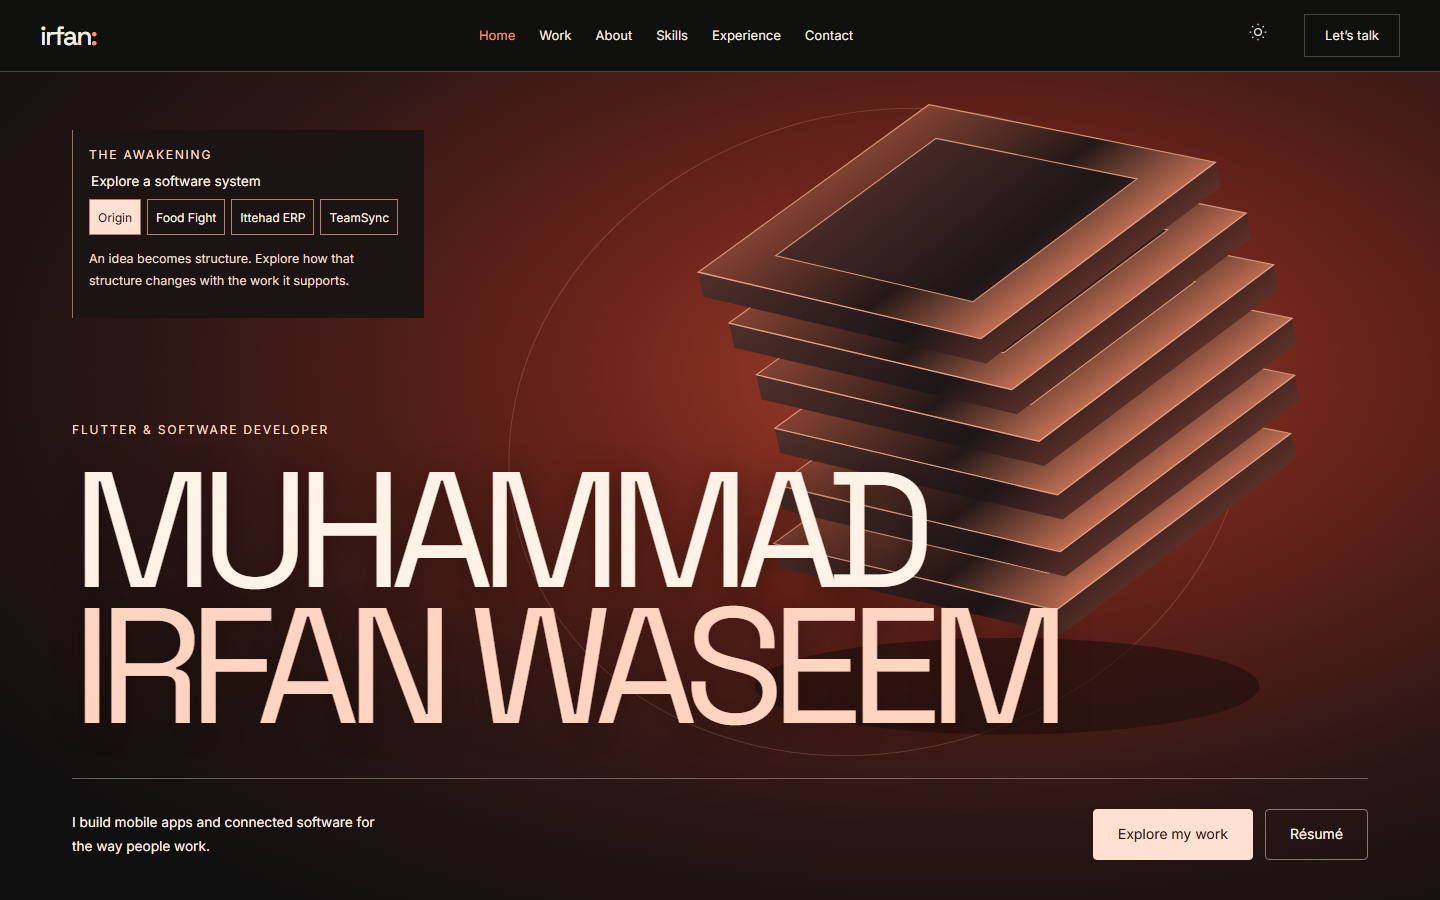 irfan:
Home Work About Skills Experience Contact
Let's talk
THE AWAKENING
Explore a software system
Origin Food Fight Ittehad ERP TeamSync
An idea becomes structure. Explore how that
structure changes with the work it supports.
FLUTTER & SOFTWARE DEVELOPER
MUHAMMAD
IRFAN WASEEM
I build mobile apps and connected software for
the way people work.
Explore my work Résumé